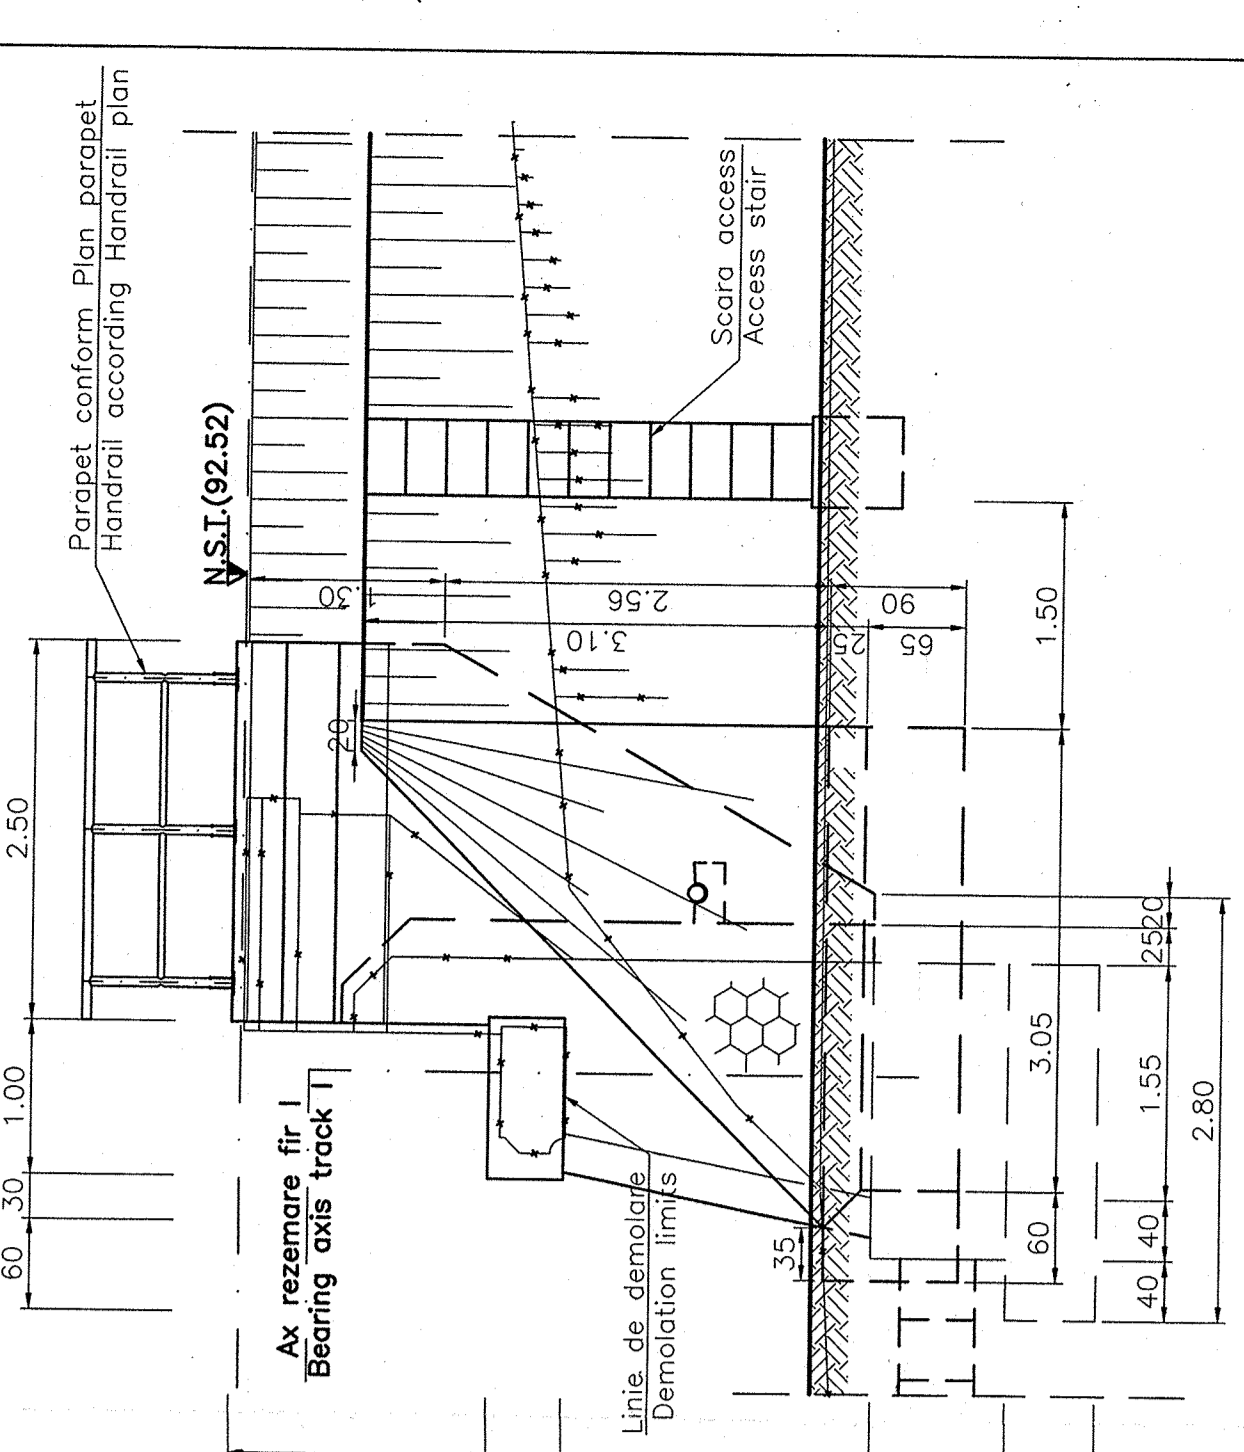 Parapet conform Plan parapet
Handrail according Handrail plan
N.S.T.(92.52)
Scara access
Access stair
2.50
1.00
30
60
20
1.30
2.56
90
3.10
25
65
1.50
Ax rezemare fir I
Bearing axis track I
Linie de demolare
Demolation limits
35
3.05
60
20
25
1.55
40
40
2.80